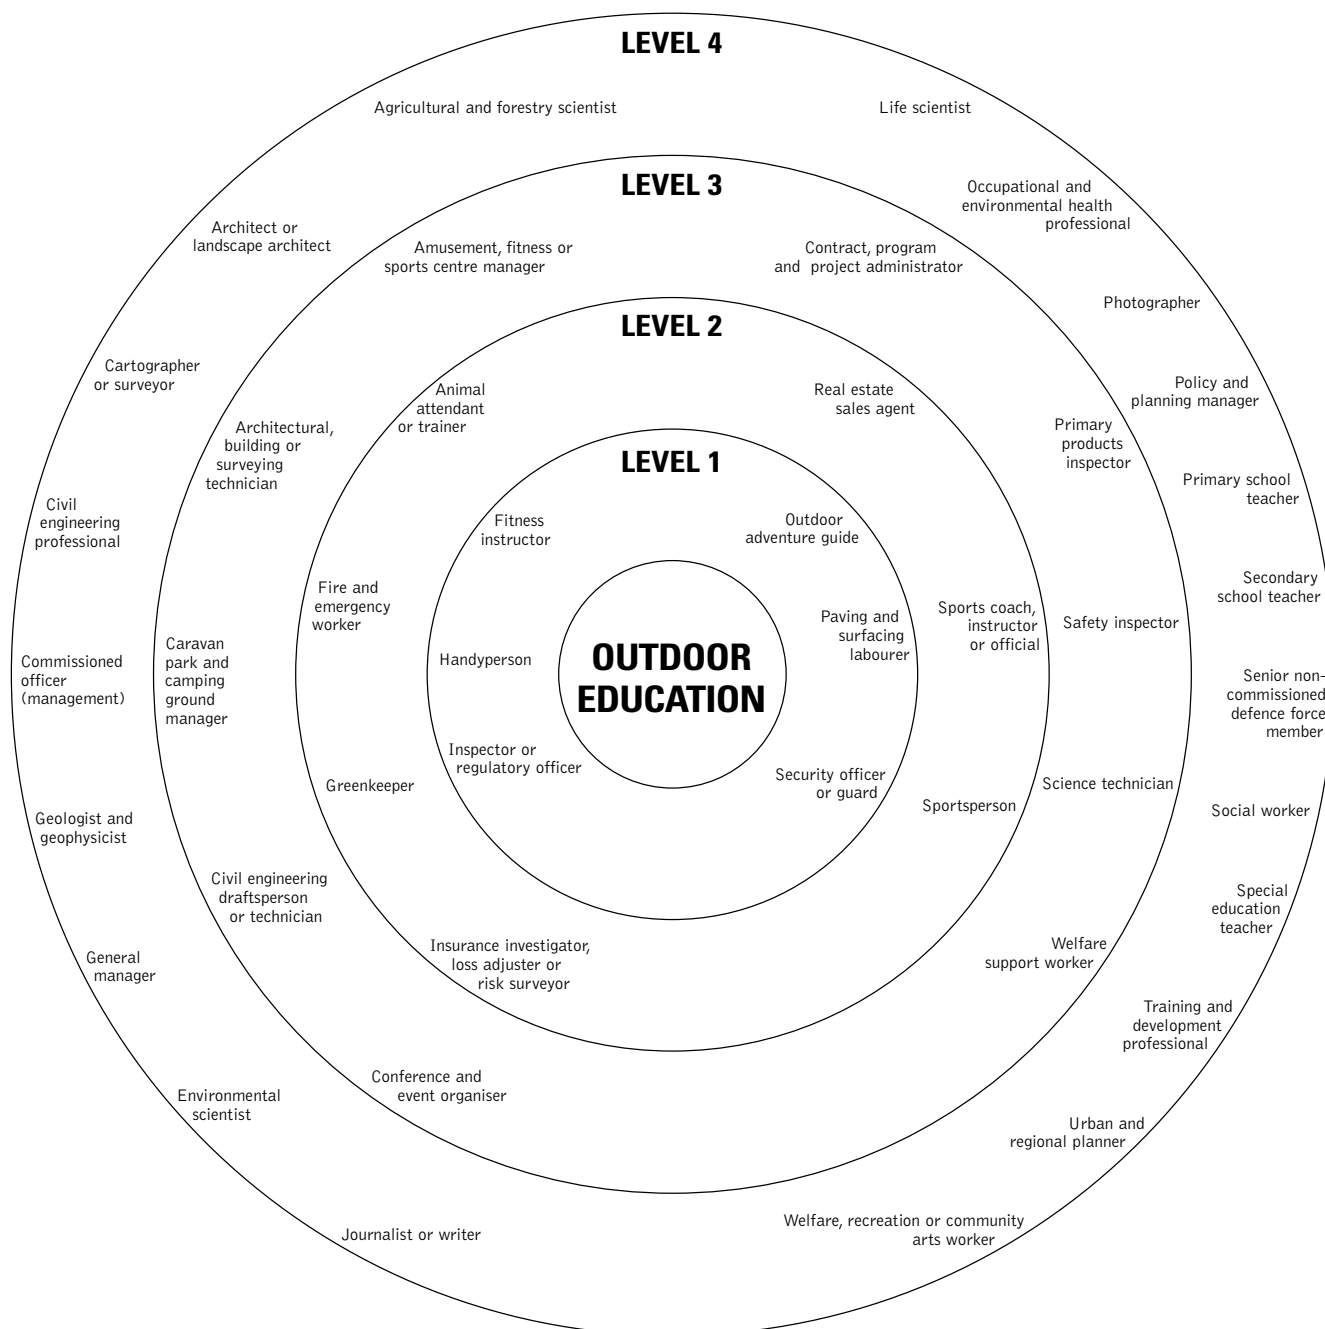 LEVEL 4
Agricultural and forestry scientist
Life scientist
Occupational and
environmental health
professional
Architect or
landscape architect
Photographer
Cartographer
or surveyor
Policy and
planning manager
Civil
engineering
professional
Primary school
teacher
Secondary
school teacher
Commissioned
officer
(management)
Senior non-
commissioned
defence force
member
Geologist and
geophysicist
Social worker
General
manager
Special
education
teacher
Environmental
scientist
Training and
development
professional
Urban and
regional planner
Journalist or writer
Welfare, recreation or community
arts worker
LEVEL 3
Amusement, fitness or
sports centre manager
Contract, program
and project administrator
Architectural,
building or
surveying
technician
Primary
products
inspector
Caravan
park and
camping
ground
manager
Safety inspector
Science technician
Civil engineering
draftsperson
or technician
Welfare
support worker
Conference and
event organiser
LEVEL 2
Animal
attendant
or trainer
Real estate
sales agent
Fire and
emergency
worker
Sports coach,
instructor
or official
Greenkeeper
Sportsperson
Insurance investigator,
loss adjuster or
risk surveyor
LEVEL 1
Fitness
instructor
Outdoor
adventure guide
Handyperson
Paving and
surfacing
labourer
Inspector or
regulatory officer
Security officer
or guard
OUTDOOR
EDUCATION